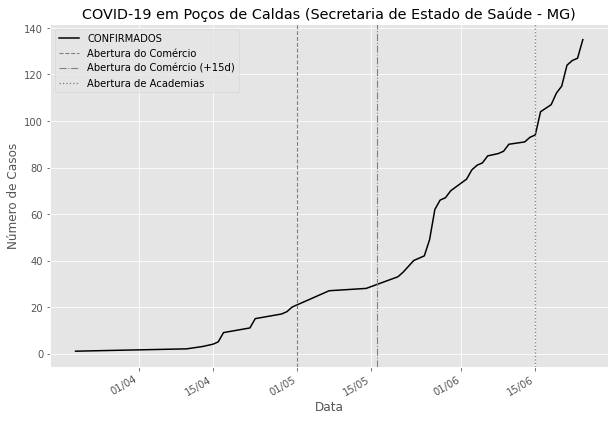 COVID-19 em Poços de Caldas (Secretaria de Estado de Saúde - MG)
CONFIRMADOS
Abertura do Comércio
Abertura do Comércio (+15d)
Abertura de Academias
Número de Casos
140
120
100
80
60
40
20
0
01/04
15/04
01/05
15/05
01/06
15/06
Data